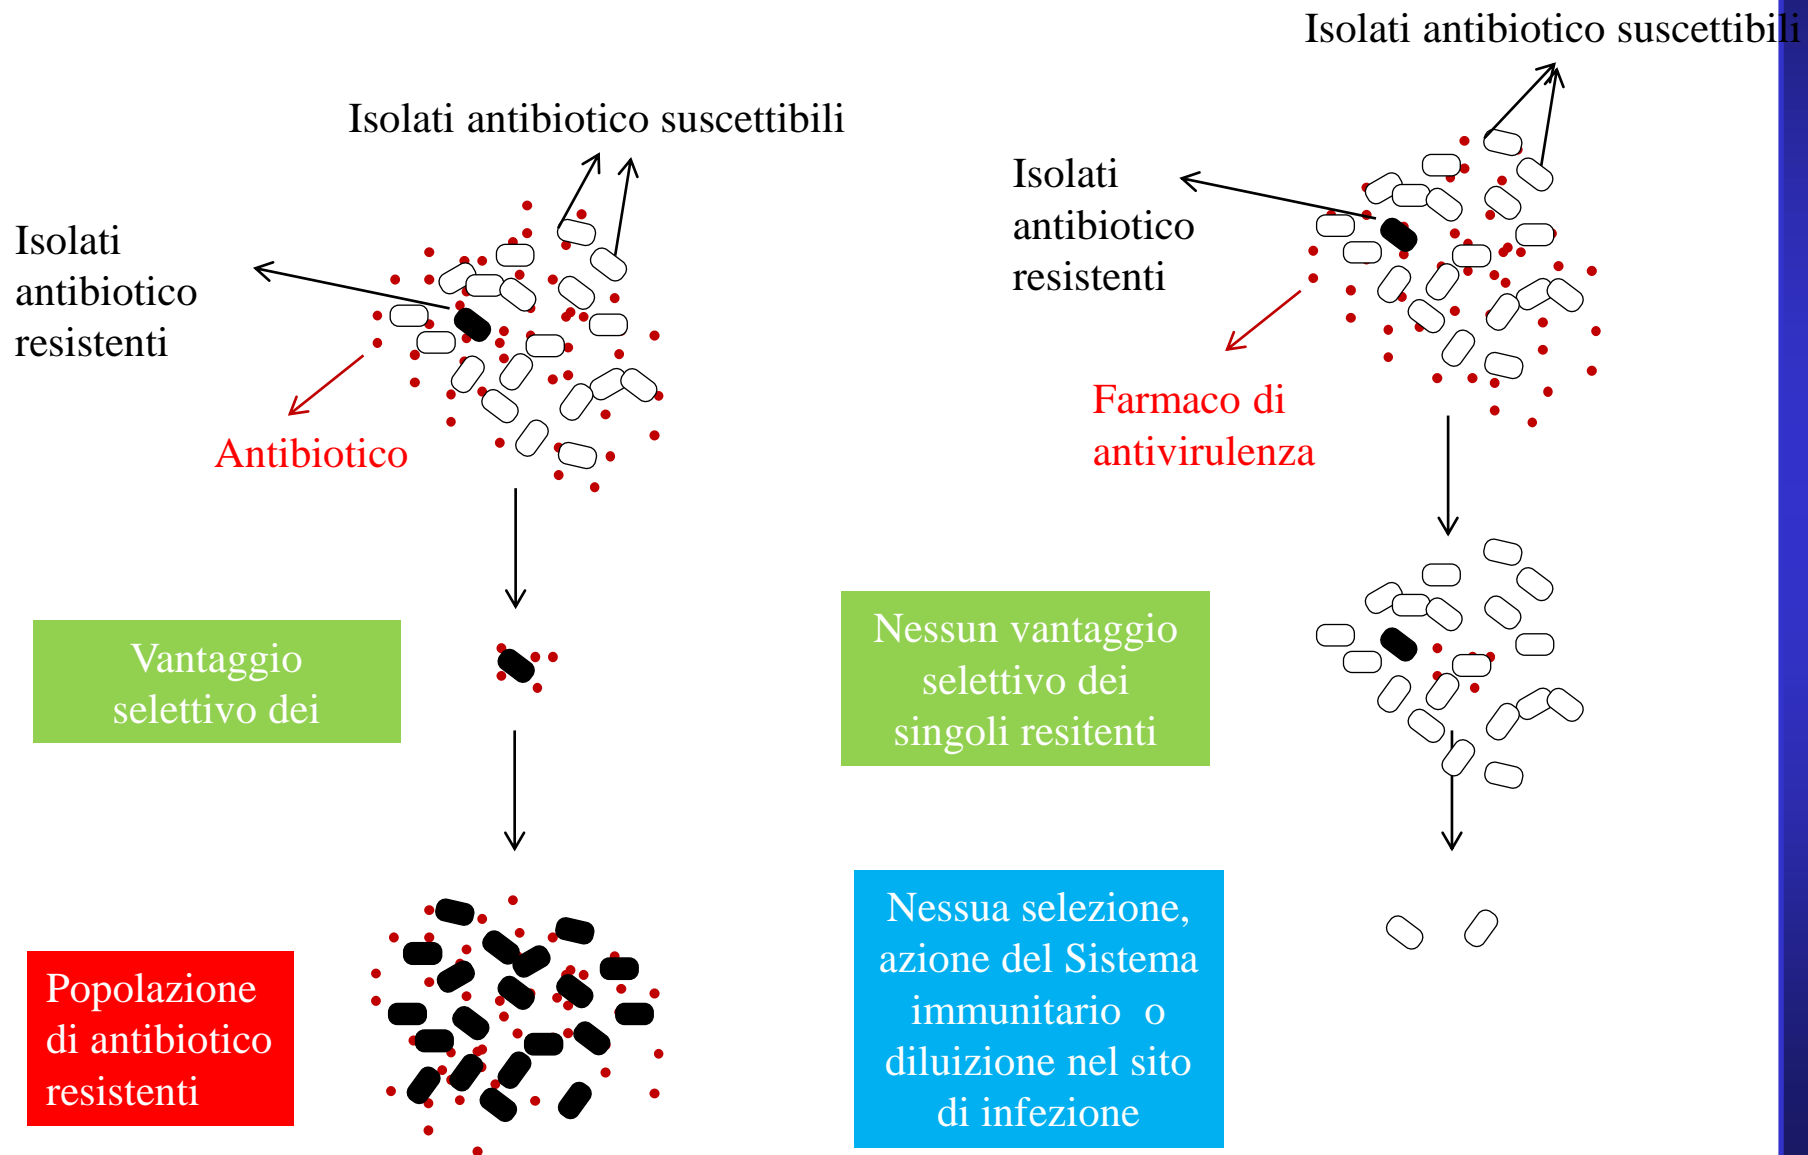 Isolati antibiotico suscettibili
Isolati
antibiotico
resistenti
Antibiotico
Vantaggio
selettivo dei
Popolazione
di antibiotico
resistenti
Isolati antibiotico suscettibili
Isolati
antibiotico
resistenti
Farmaco di
antivirulenza
Nessun vantaggio
selettivo dei
singoli resitenti
Nessua selezione,
azione del Sistema
immunitario o
diluizione nel sito
di infezione